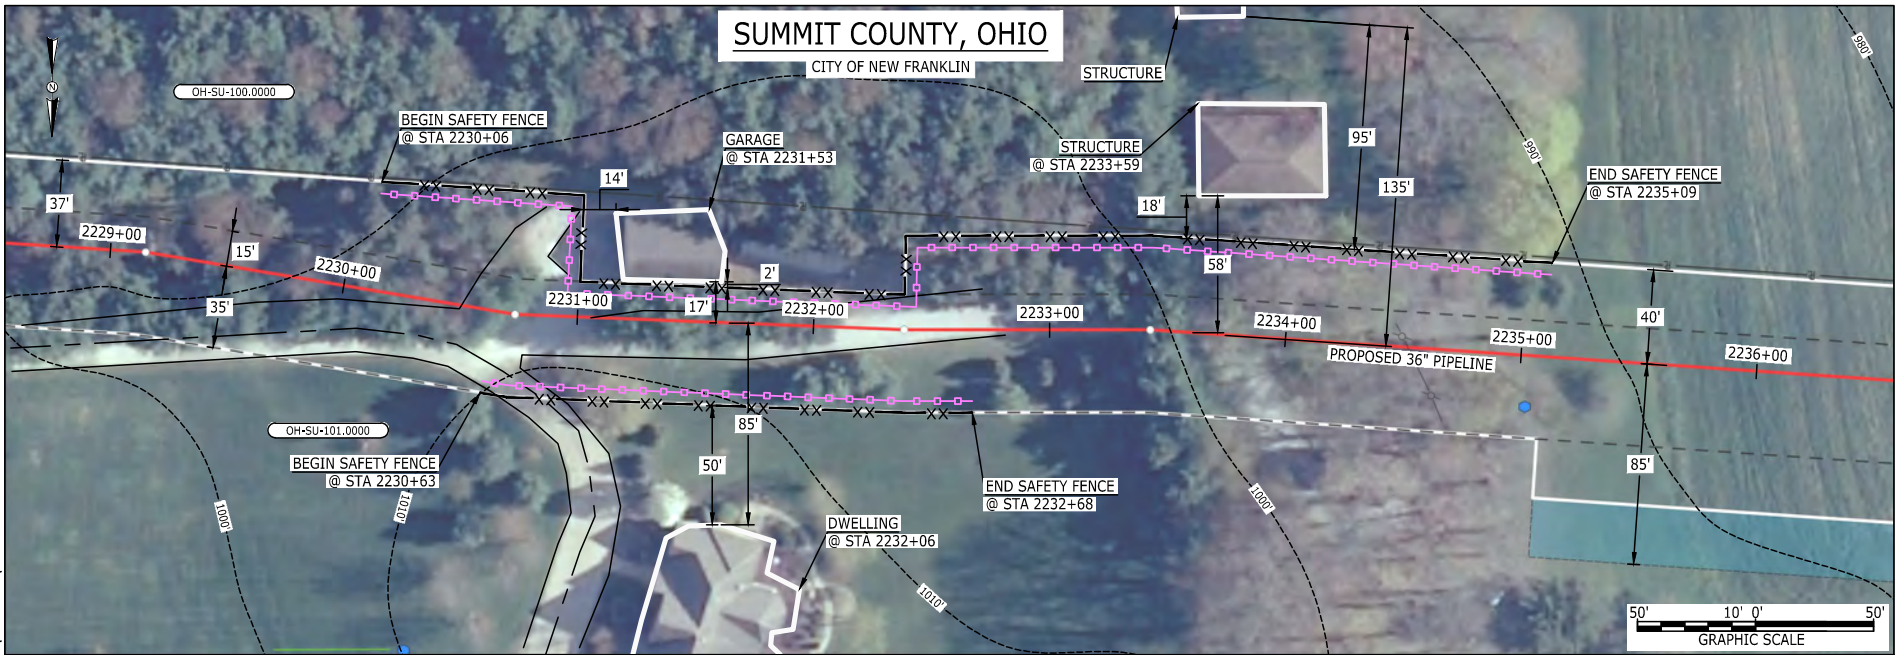 SUMMIT COUNTY, OHIO
CITY OF NEW FRANKLIN
N
OH-SU-100.0000
BEGIN SAFETY FENCE
@ STA 2230+06
GARAGE
@ STA 2231+53
STRUCTURE
STRUCTURE
@ STA 2233+59
END SAFETY FENCE
@ STA 2235+09
980'
990'
95'
135'
14'
18'
37'
15'
35'
2'
17'
58'
40'
2229+00
2230+00
2231+00
2232+00
2233+00
2234+00
2235+00
2236+00
PROPOSED 36" PIPELINE
OH-SU-101.0000
BEGIN SAFETY FENCE
@ STA 2230+63
85'
50'
85'
END SAFETY FENCE
@ STA 2232+68
DWELLING
@ STA 2232+06
1000'
1010'
1000'
1010'
50' 10' 0' 50'
GRAPHIC SCALE